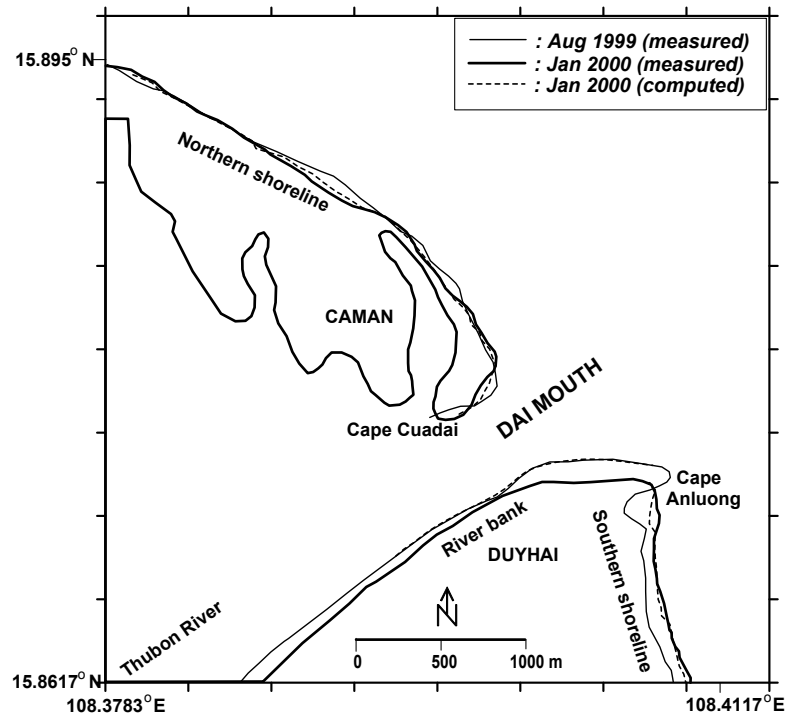 : Aug 1999 (measured)
: Jan 2000 (measured)
: Jan 2000 (computed)
15.895° N
Northern shoreline
CAMAN
DAI MOUTH
Cape Cuadai
Cape
Anluong
River bank
DUYHAI
Southern shoreline
Thubon River
N
0 500 1000 m
15.8617° N
108.3783°E 108.4117°E